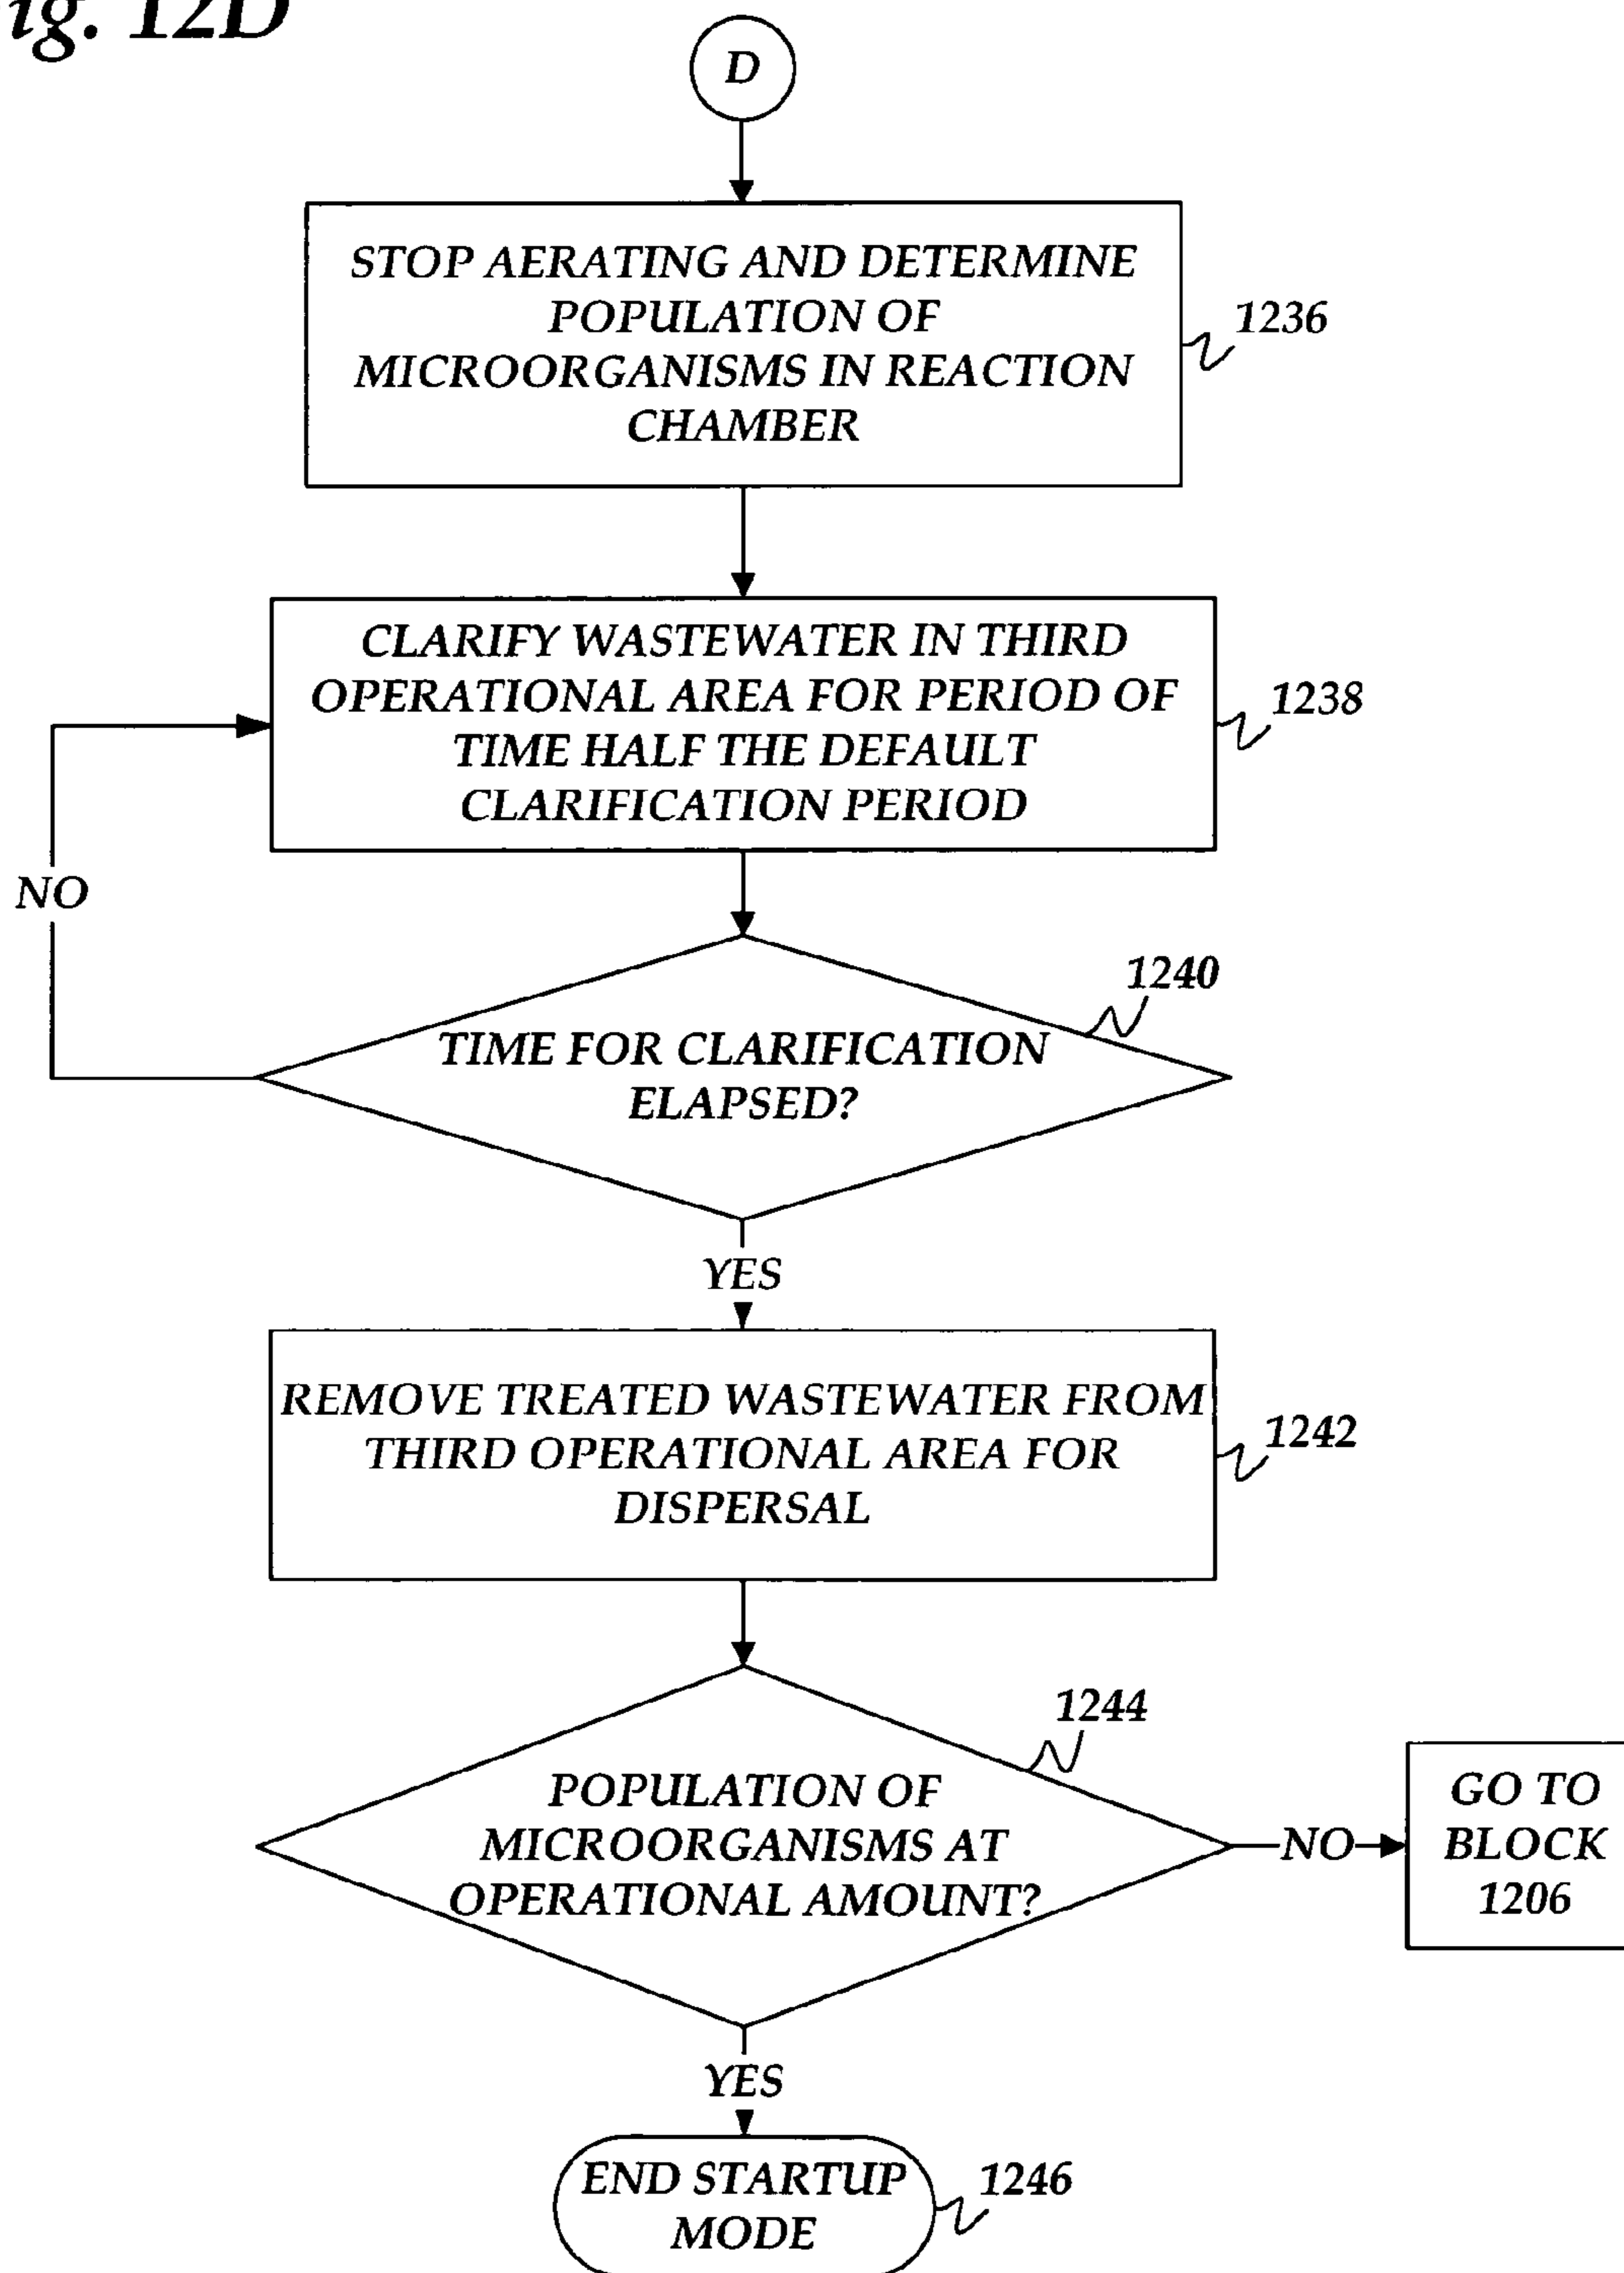 ig. 12D
D
STOP AERATING AND DETERMINE
POPULATION OF
MICROORGANISMS IN REACTION
CHAMBER
1236
CLARIFY WASTEWATER IN THIRD
OPERATIONAL AREA FOR PERIOD OF
TIME HALF THE DEFAULT
CLARIFICATION PERIOD
1238
NO
1240
TIME FOR CLARIFICATION
ELAPSED?
YES
REMOVE TREATED WASTEWATER FROM
THIRD OPERATIONAL AREA FOR
DISPERSAL
1242
1244
POPULATION OF
MICROORGANISMS AT
OPERATIONAL AMOUNT?
NO
GO TO
BLOCK
1206
YES
END STARTUP
MODE
1246